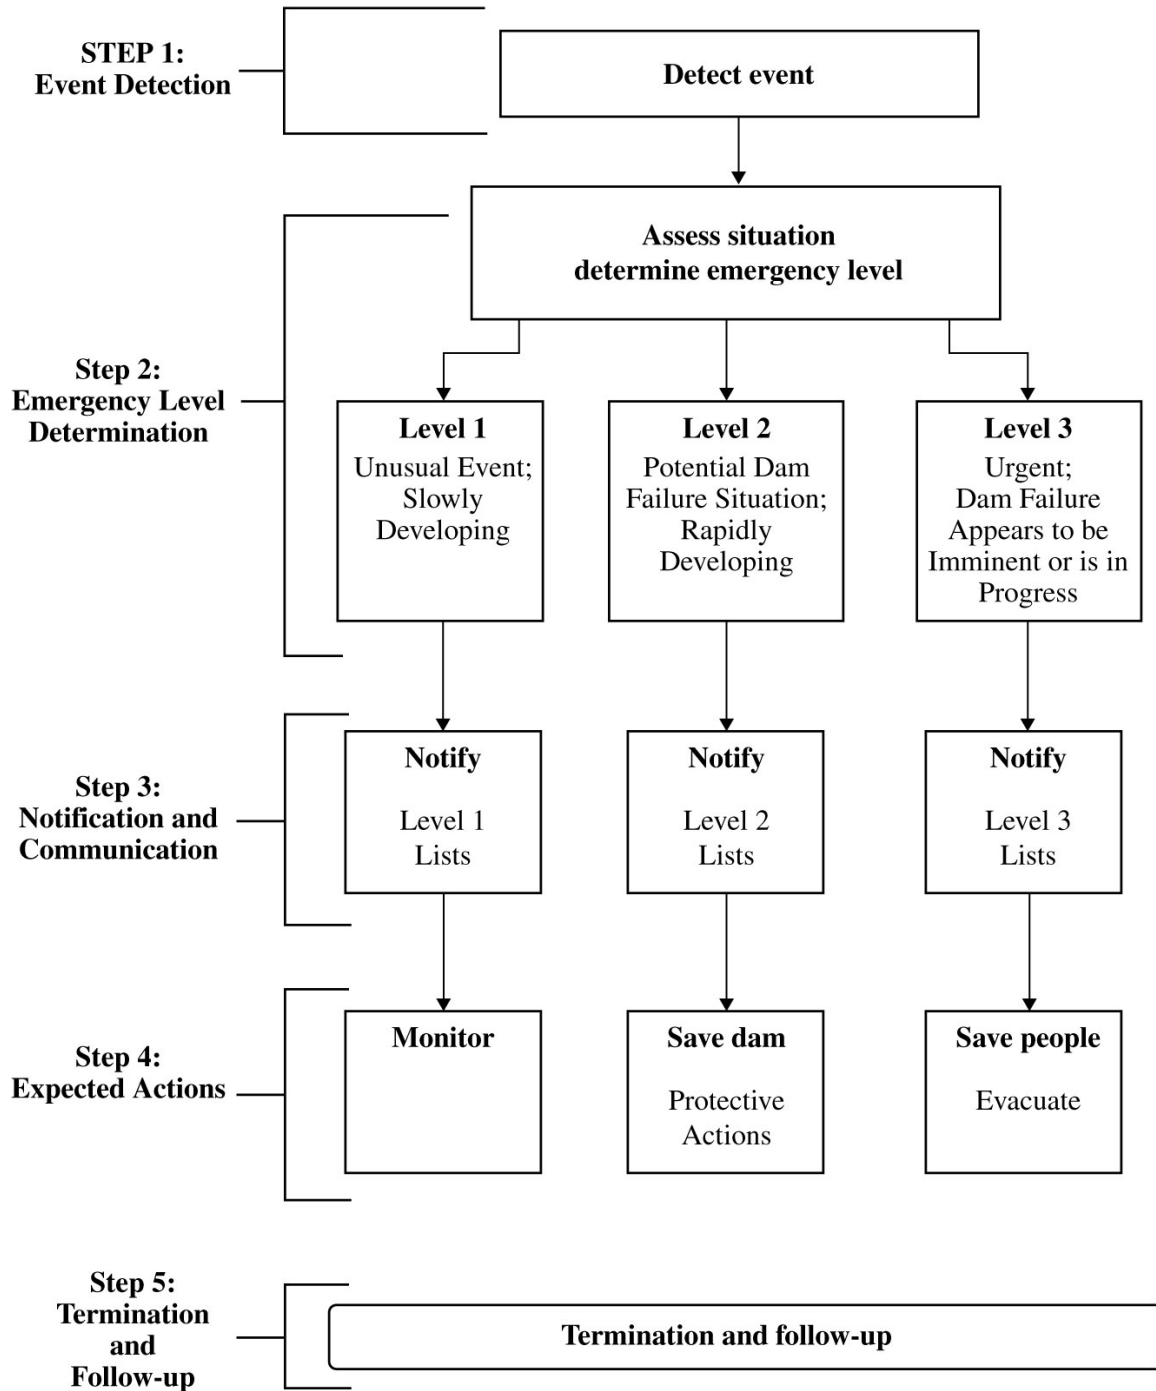 STEP 1:
Event Detection
Detect event
Assess situation
determine emergency level
Step 2:
Emergency Level
Determination
Level 1
Unusual Event;
Slowly
Developing
Level 2
Potential Dam
Failure Situation;
Rapidly
Developing
Level 3
Urgent;
Dam Failure
Appears to be
Imminent or is in
Progress
Step 3:
Notification and
Communication
Notify
Level 1
Lists
Notify
Level 2
Lists
Notify
Level 3
Lists
Step 4:
Expected Actions
Monitor
Save dam
Protective
Actions
Save people
Evacuate
Step 5:
Termination
and
Follow-up
Termination and follow-up